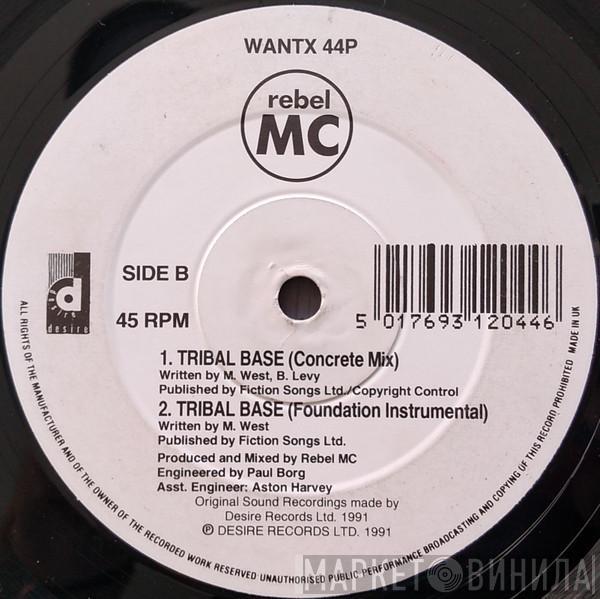 WANTX 44P
rebel
MC
d
desire
SIDE B
45 RPM
5 017693 120446
1. TRIBAL BASE (Concrete Mix)
Written by M. West, B. Levy
Published by Fiction Songs Ltd./Copyright Control
2. TRIBAL BASE (Foundation Instrumental)
Written by M. West
Published by Fiction Songs Ltd.
Produced and Mixed by Rebel MC
Engineered by Paul Borg
Asst. Engineer: Aston Harvey
Original Sound Recordings made by
Desire Records Ltd. 1991
℗ DESIRE RECORDS LTD. 1991
ALL RIGHTS OF THE MANUFACTURER AND OF THE OWNER OF THE RECORDED WORK RESERVED UNAUTHORISED PUBLIC PERFORMANCE BROADCASTING AND COPYING OF THIS RECORD PROHIBITED MADE IN UK
МАРКЕТ ВИНИЛА